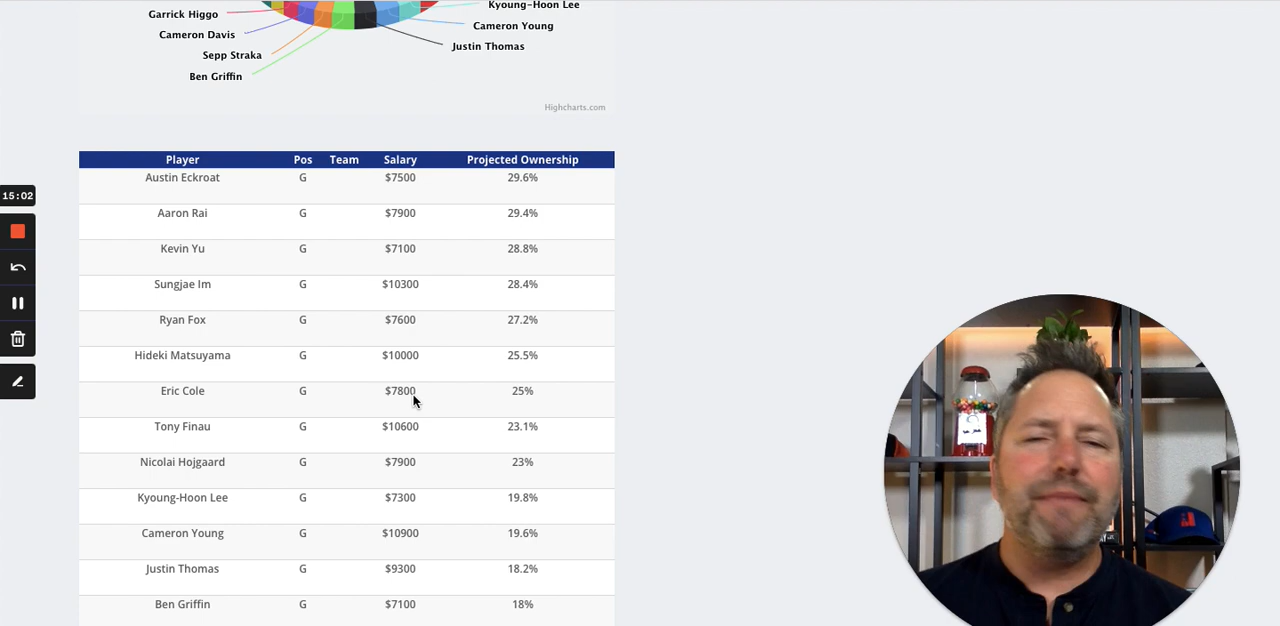 Garrick Higgo
Cameron Davis
Sepp Straka
Ben Griffin
Kyoung-Hoon Lee
Cameron Young
Justin Thomas
Highcharts.com
Player Pos Team Salary Projected Ownership
Austin Eckroat G $7500 29.6%
Aaron Rai G $7900 29.4%
Kevin Yu G $7100 28.8%
Sungjae Im G $10300 28.4%
Ryan Fox G $7600 27.2%
Hideki Matsuyama G $10000 25.5%
Eric Cole G $7800 25%
Tony Finau G $10600 23.1%
Nicolai Hojgaard G $7900 23%
Kyoung-Hoon Lee G $7300 19.8%
Cameron Young G $10900 19.6%
Justin Thomas G $9300 18.2%
Ben Griffin G $7100 18%
15:02